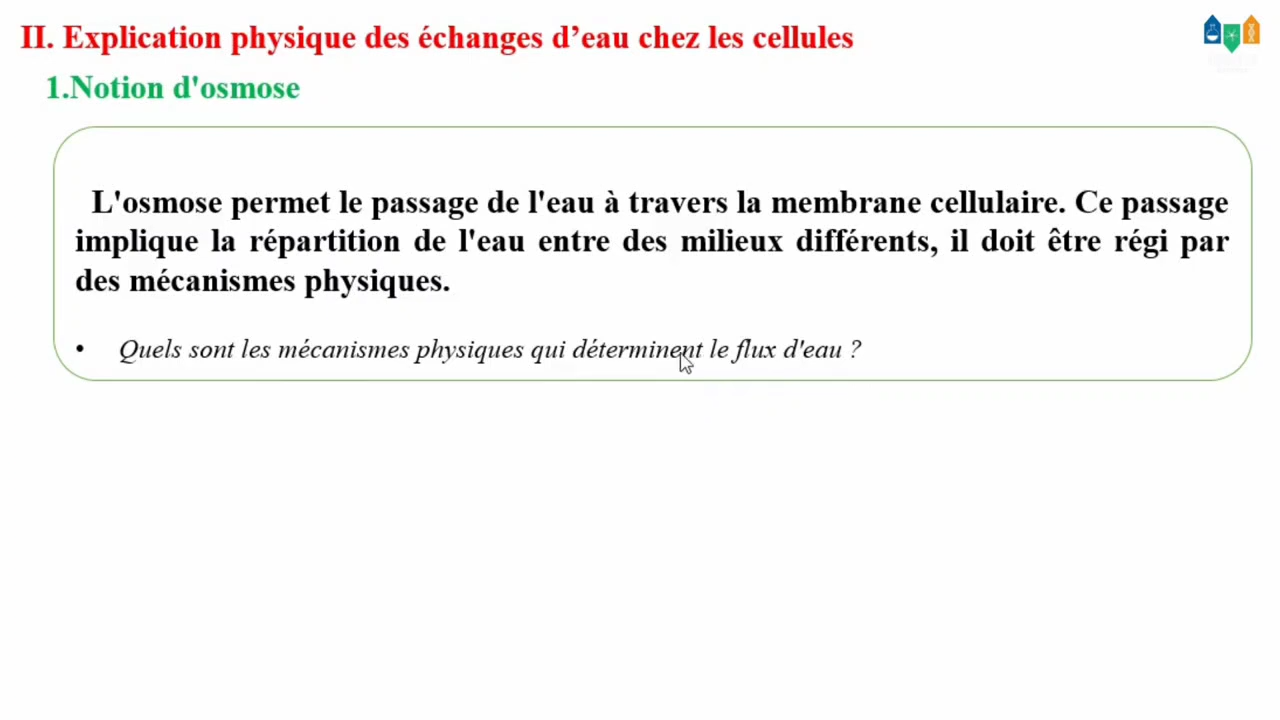 II. Explication physique des échanges d’eau chez les cellules
1.Notion d'osmose
L'osmose permet le passage de l'eau à travers la membrane cellulaire. Ce passage
implique la répartition de l'eau entre des milieux différents, il doit être régi par
des mécanismes physiques.
• Quels sont les mécanismes physiques qui déterminent le flux d'eau ?